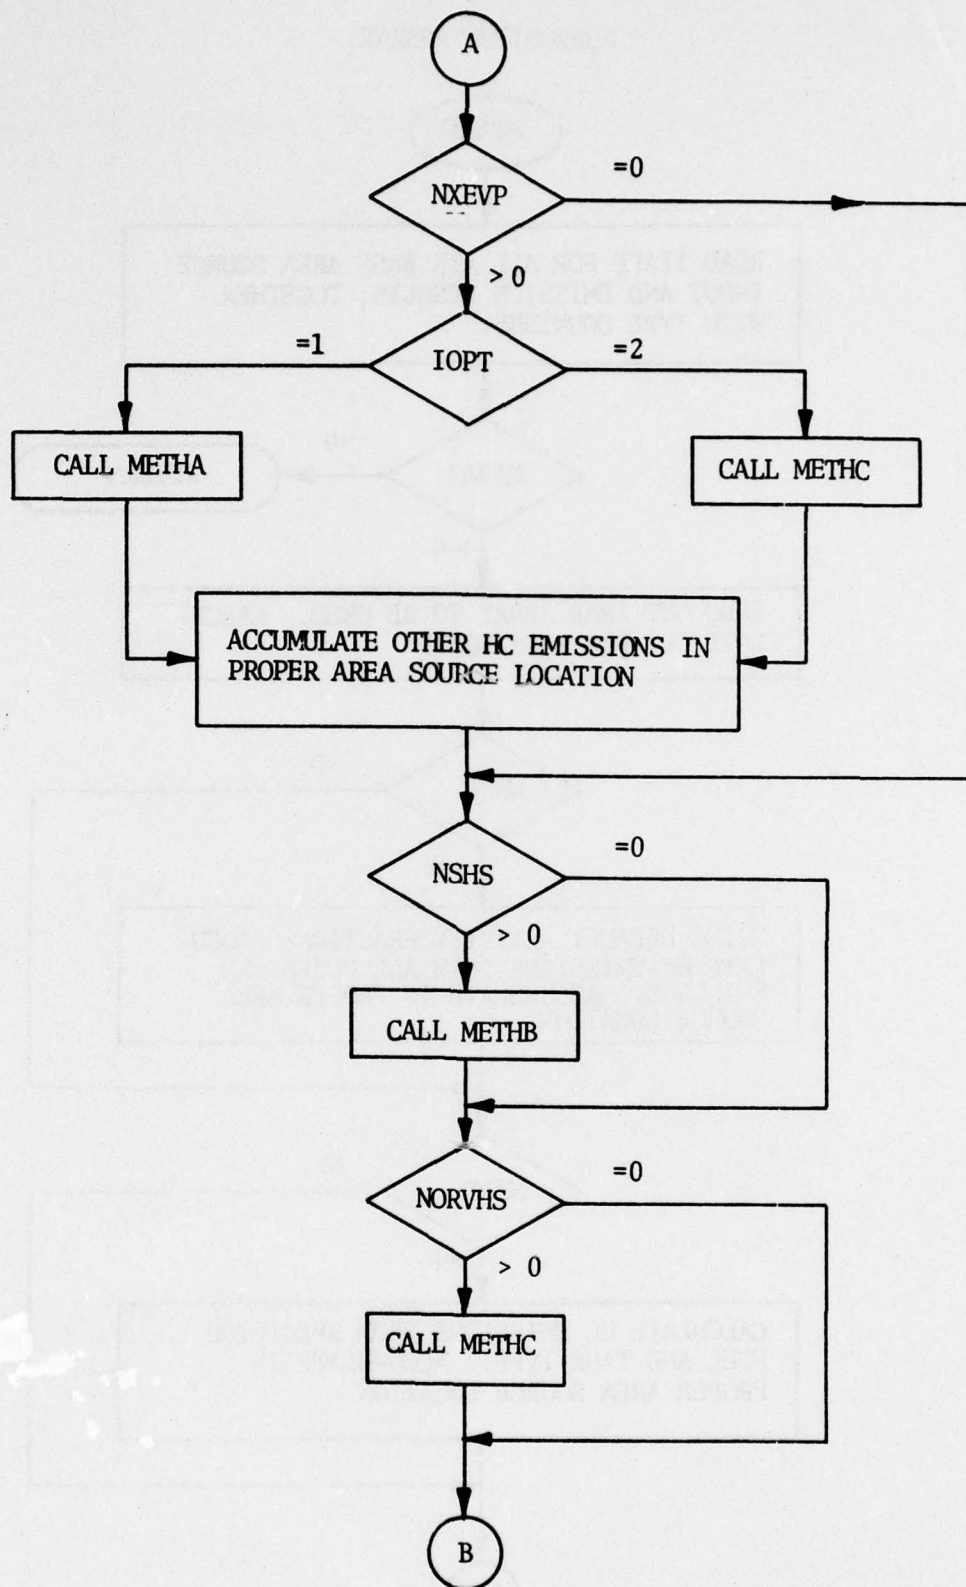 A
NXEVP
=0
> 0
IOPT
=1
=2
CALL METHA
CALL METHC
ACCUMULATE OTHER HC EMISSIONS IN
PROPER AREA SOURCE LOCATION
NSHS
=0
> 0
CALL METHB
NORVHS
=0
> 0
CALL METHC
B